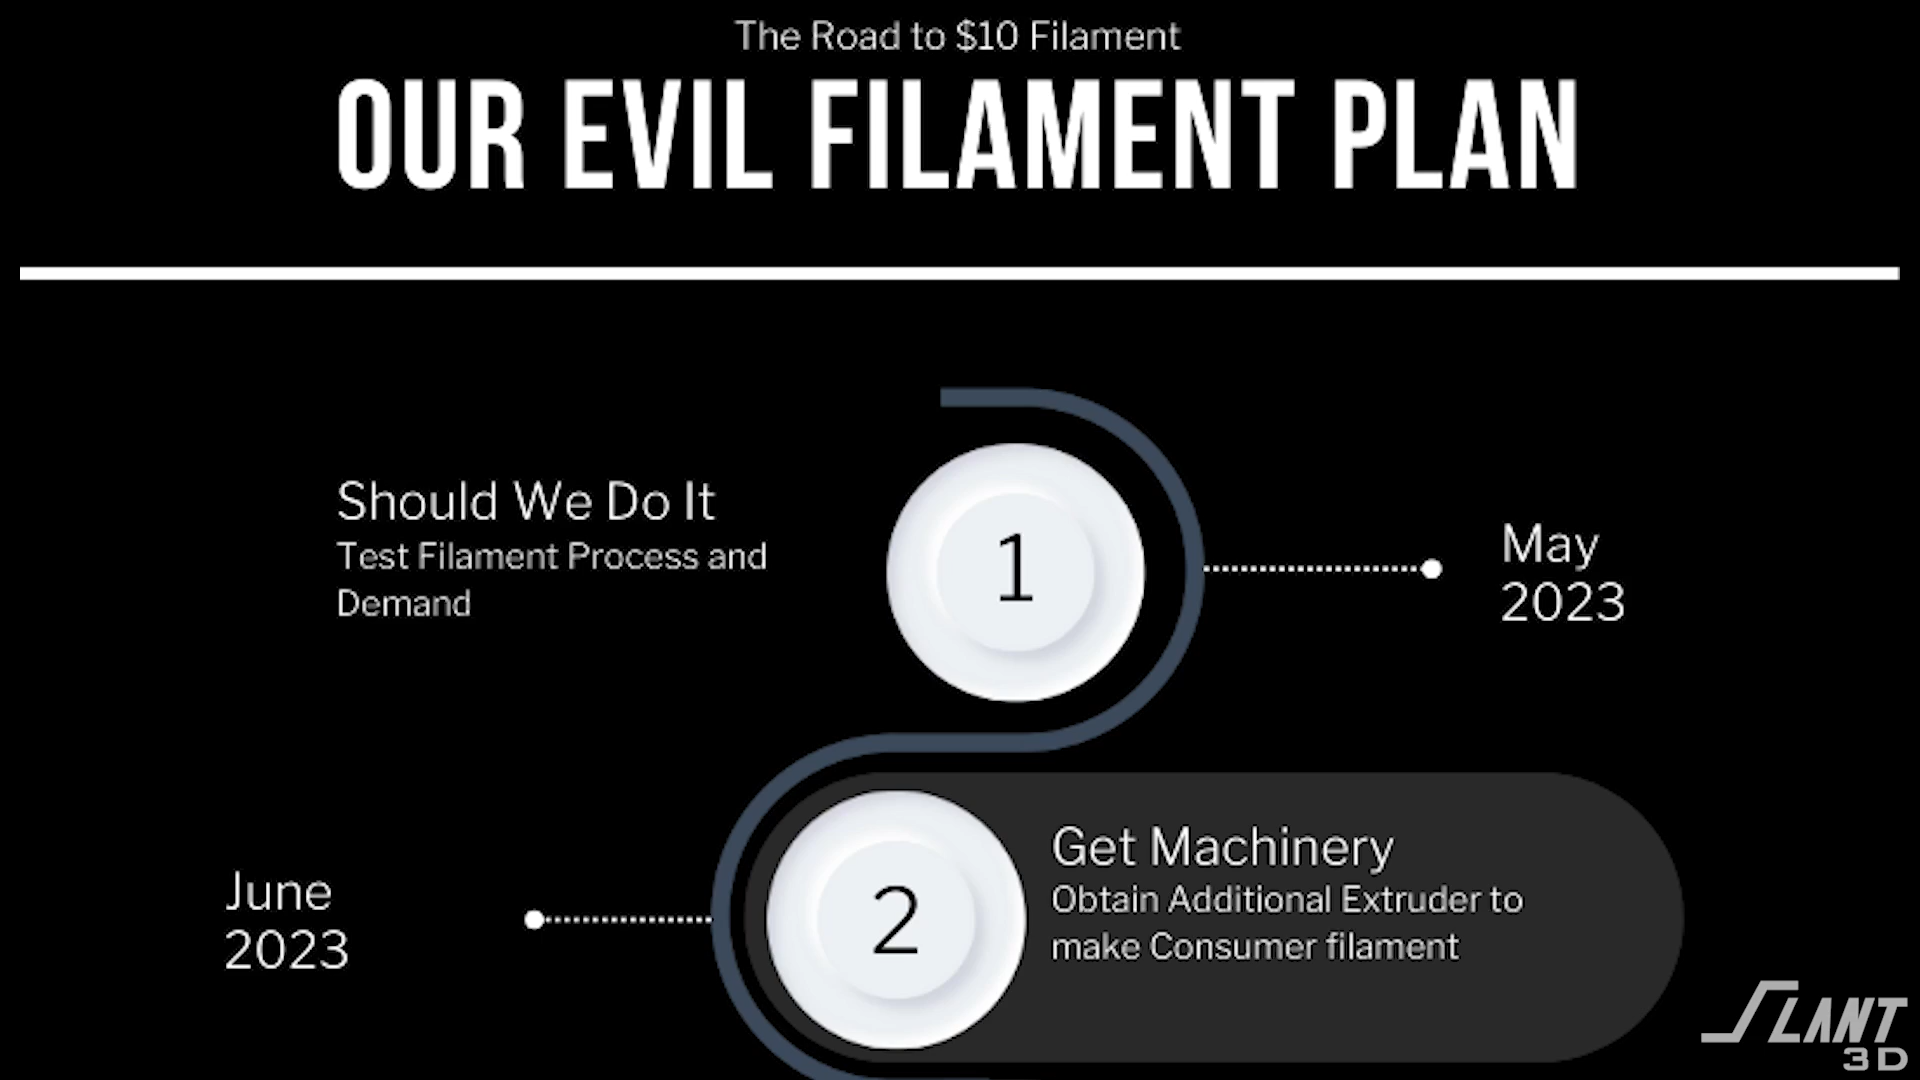 The Road to $10 Filament
OUR EVIL FILAMENT PLAN
Should We Do It
Test Filament Process and
Demand
1
May
2023
June
2023
2
Get Machinery
Obtain Additional Extruder to
make Consumer filament
SLANT
3D